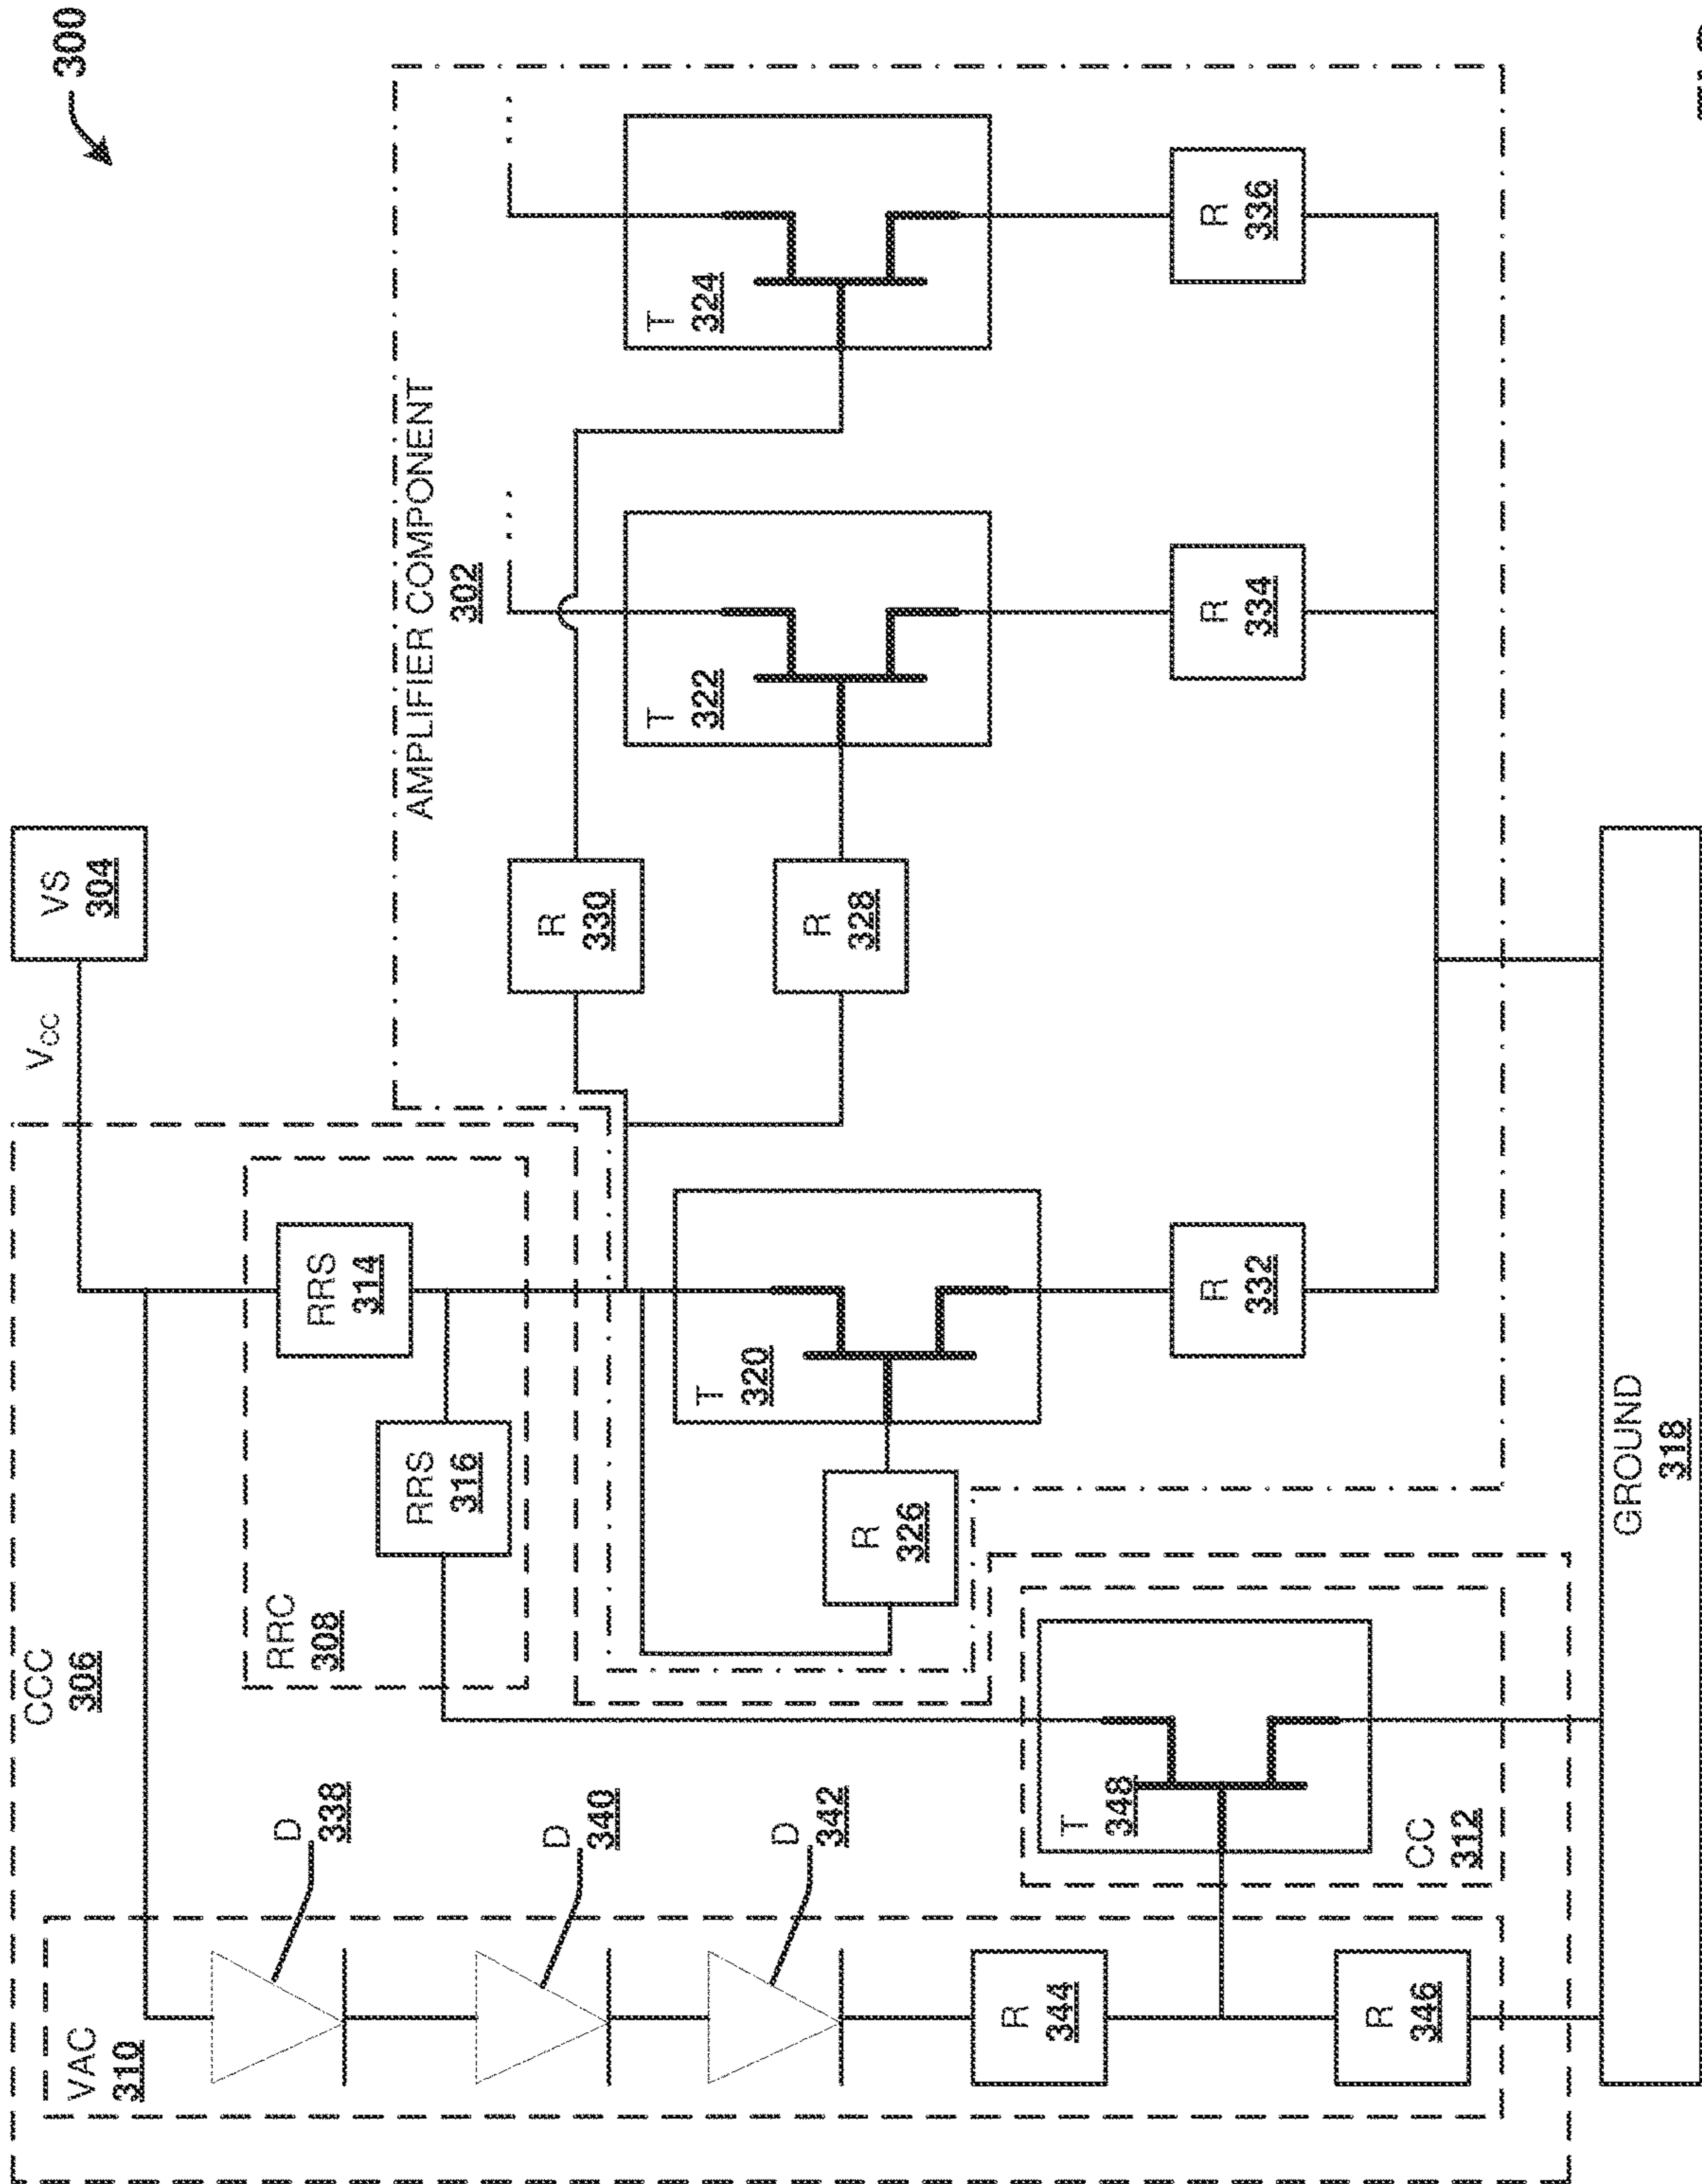 300
CCC
306
VCC
VS
304
VAC
310
D
338
D
340
D
342
R
344
R
346
RRC
308
RRS
316
RRS
314
AMPLIFIER COMPONENT
302
R
330
R
328
T
320
R
326
R
332
T
322
R
334
T
324
R
336
T
348
CC
312
GROUND
318